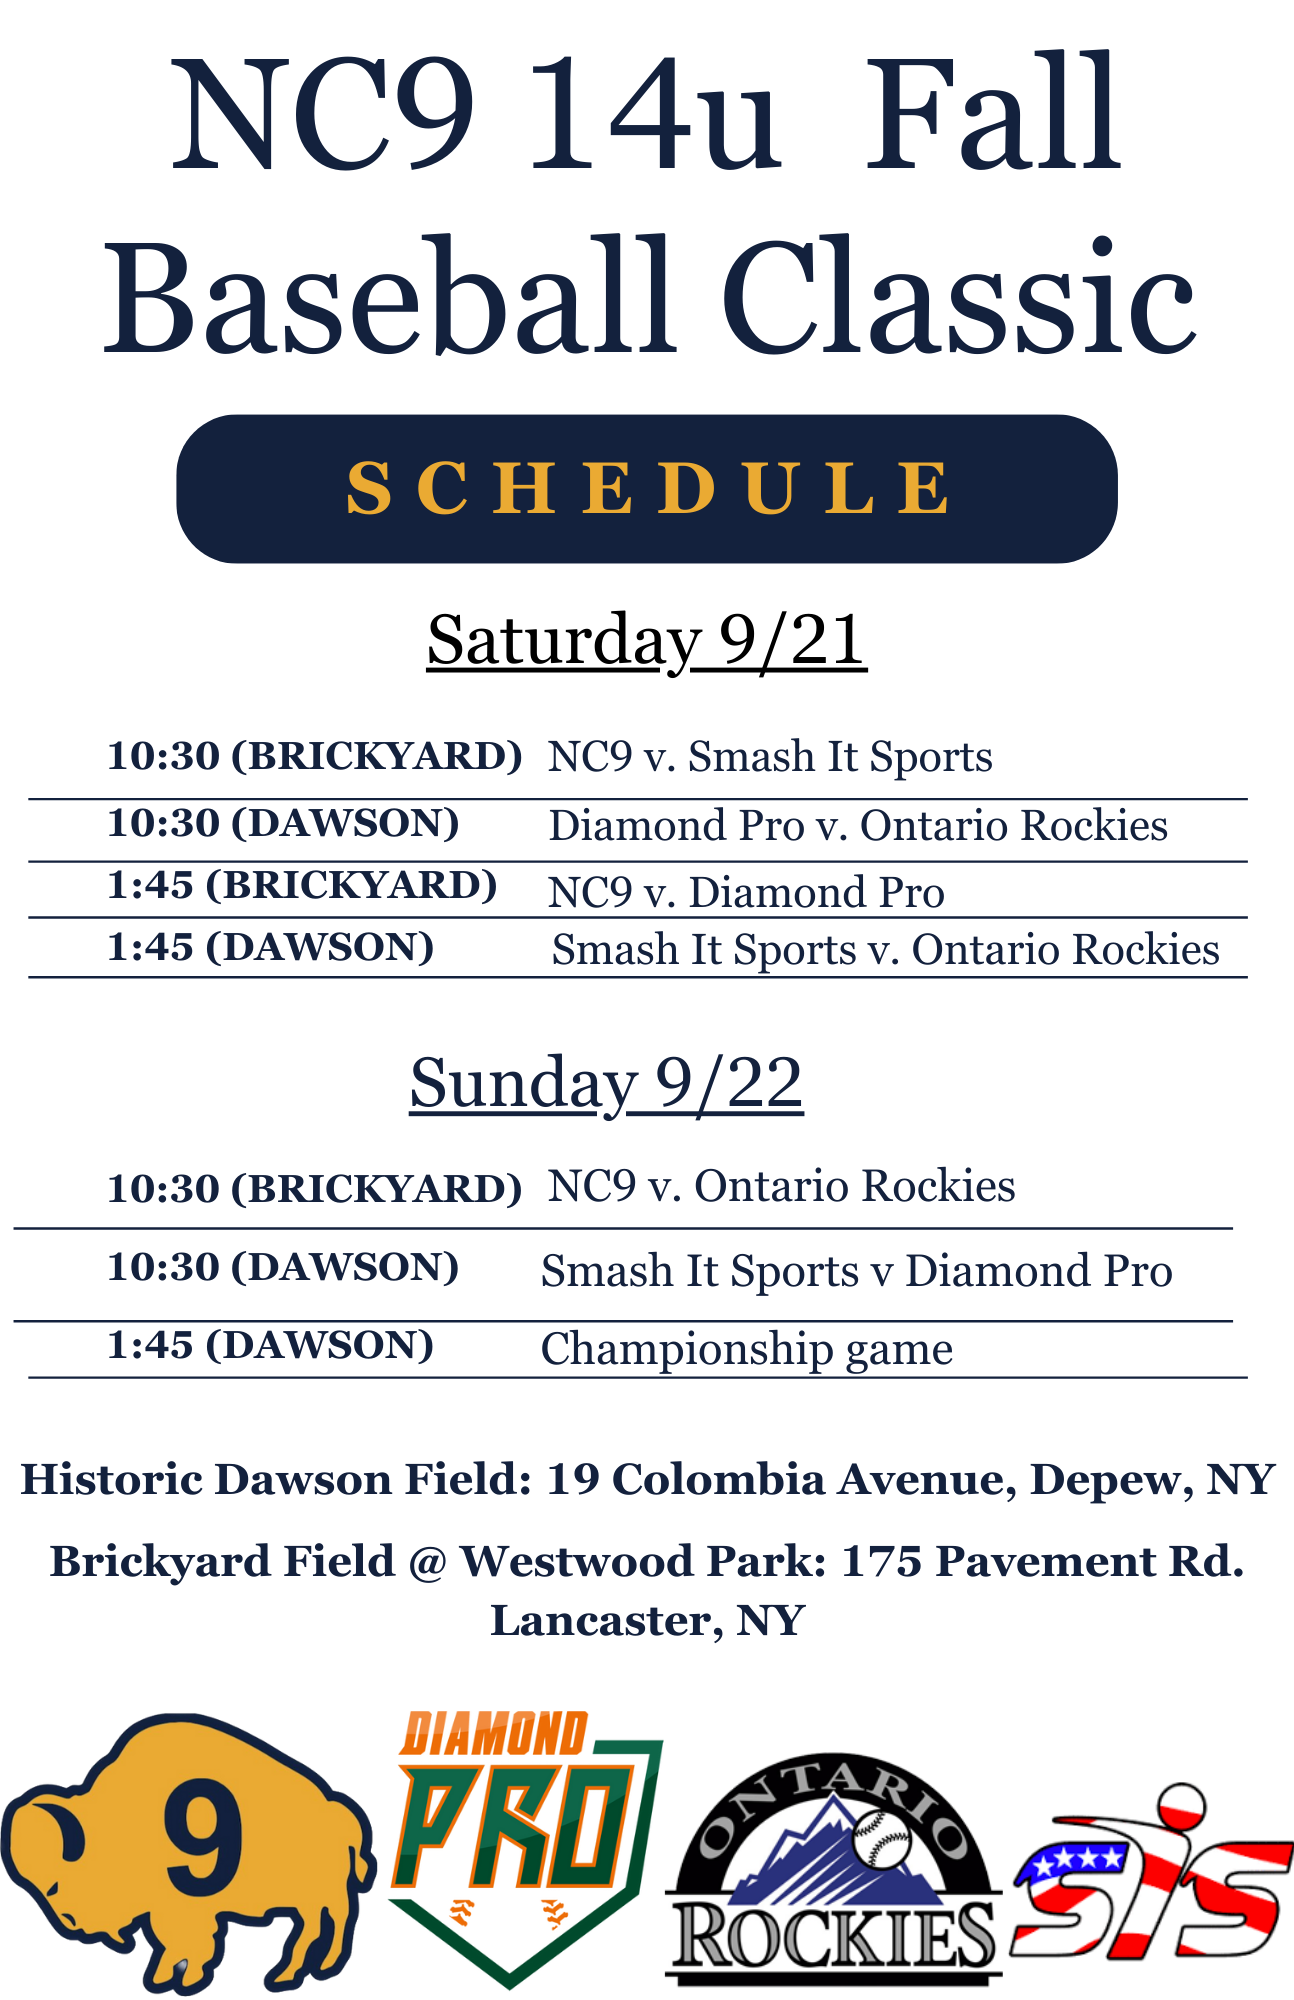 NC9 14u Fall
Baseball Classic
SCHEDULE
Saturday 9/21
10:30 (BRICKYARD) NC9 v. Smash It Sports
10:30 (DAWSON) Diamond Pro v. Ontario Rockies
1:45 (BRICKYARD) NC9 v. Diamond Pro
1:45 (DAWSON) Smash It Sports v. Ontario Rockies
Sunday 9/22
10:30 (BRICKYARD) NC9 v. Ontario Rockies
10:30 (DAWSON) Smash It Sports v Diamond Pro
1:45 (DAWSON) Championship game
Historic Dawson Field: 19 Colombia Avenue, Depew, NY
Brickyard Field @ Westwood Park: 175 Pavement Rd.
Lancaster, NY
9
DIAMOND
PRO
ONTARIO
ROCKIES
SIS